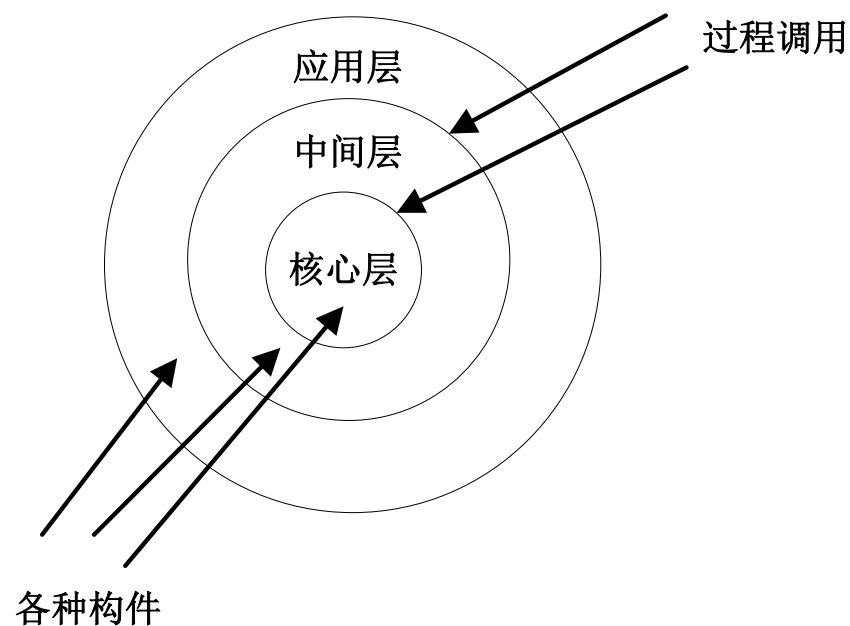 过程调用
应用层
中间层
核心层
各种构件